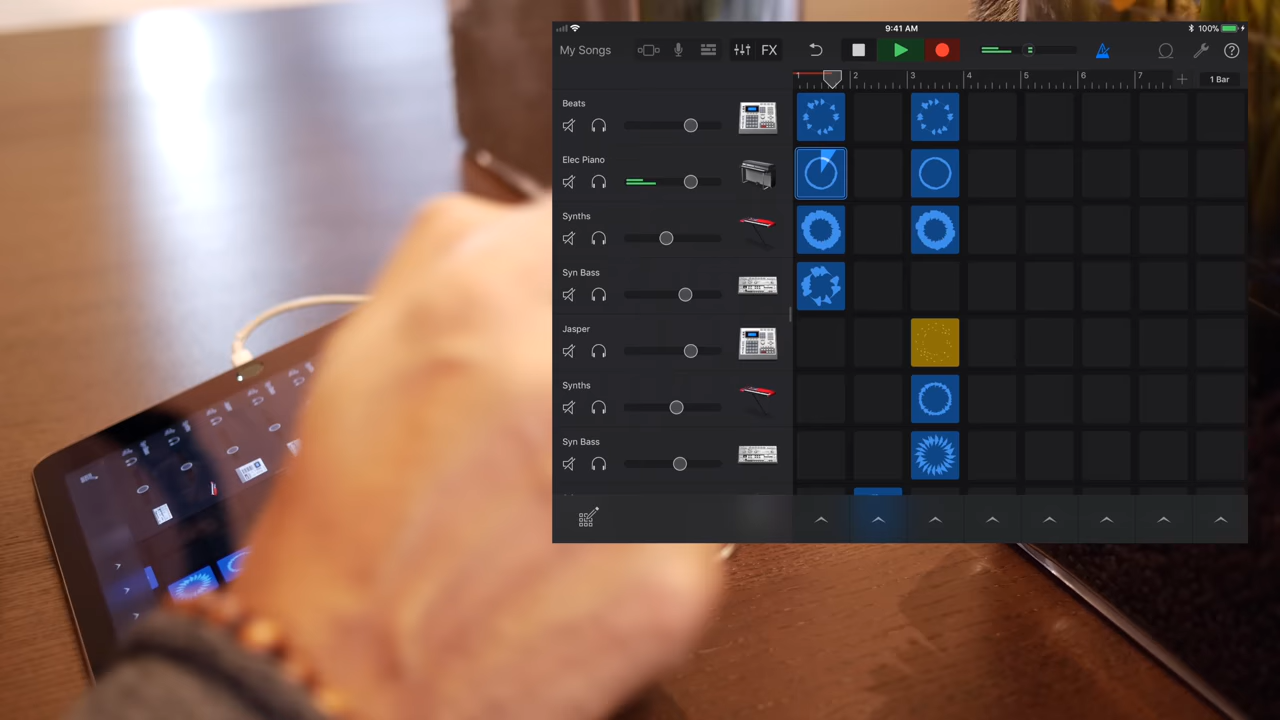 9:41 AM
100%
My Songs
FX
1 2 3 4 5 6 7
1 Bar
Beats
Elec Piano
Synths
Syn Bass
Jasper
Synths
Syn Bass